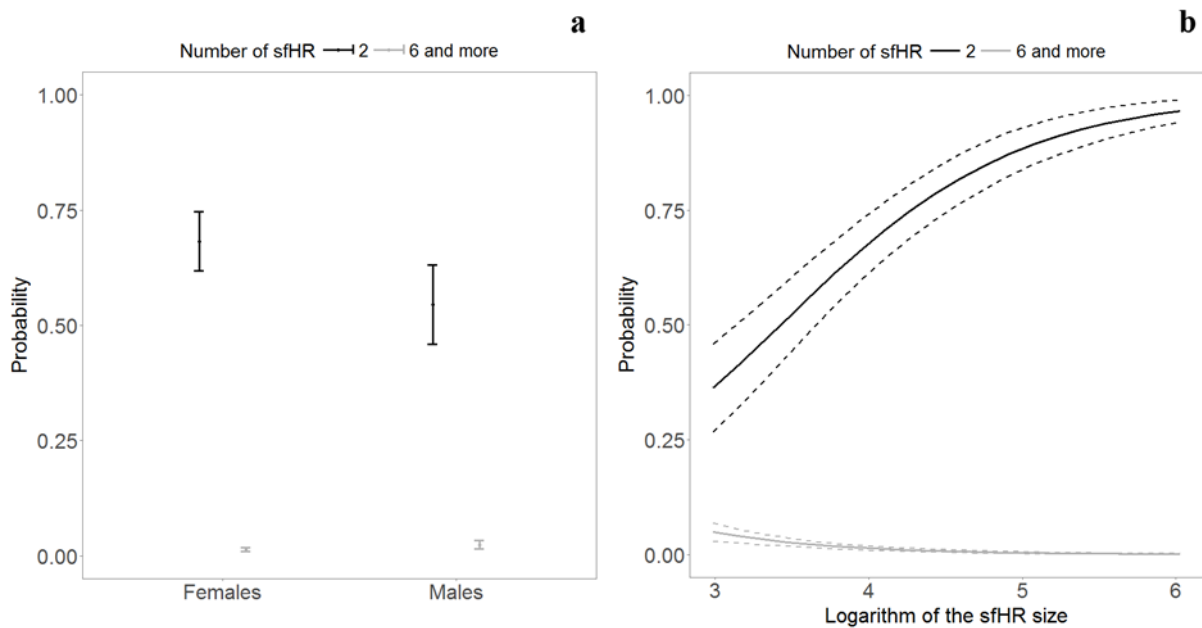 a
Number of sfHR 2 6 and more
1.00
0.75
0.50
0.25
0.00
Probability
Females Males
b
Number of sfHR 2 6 and more
1.00
0.75
0.50
0.25
0.00
Probability
3 4 5 6
Logarithm of the sfHR size